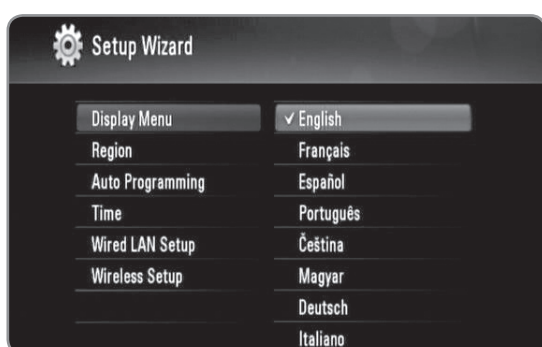 Setup Wizard
Display Menu
Region
Auto Programming
Time
Wired LAN Setup
Wireless Setup
✓ English
Français
Español
Português
Čeština
Magyar
Deutsch
Italiano